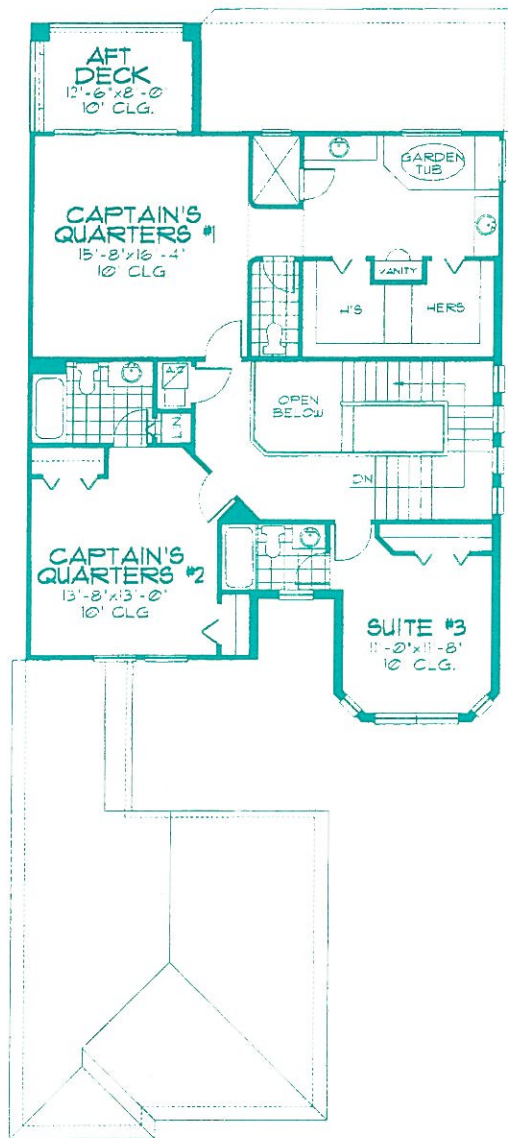 AFT
DECK
12'-6"x8'-0"
10' CLG.
GARDEN
TUB
CAPTAIN'S
QUARTERS #1
15'-8"x16'-4"
10' CLG
VANITY
HIS
HERS
OPEN
BELOW
LIN
DN
CAPTAIN'S
QUARTERS #2
13'-8"x13'-0"
10' CLG
SUITE #3
11'-0"x11'-8"
10' CLG.